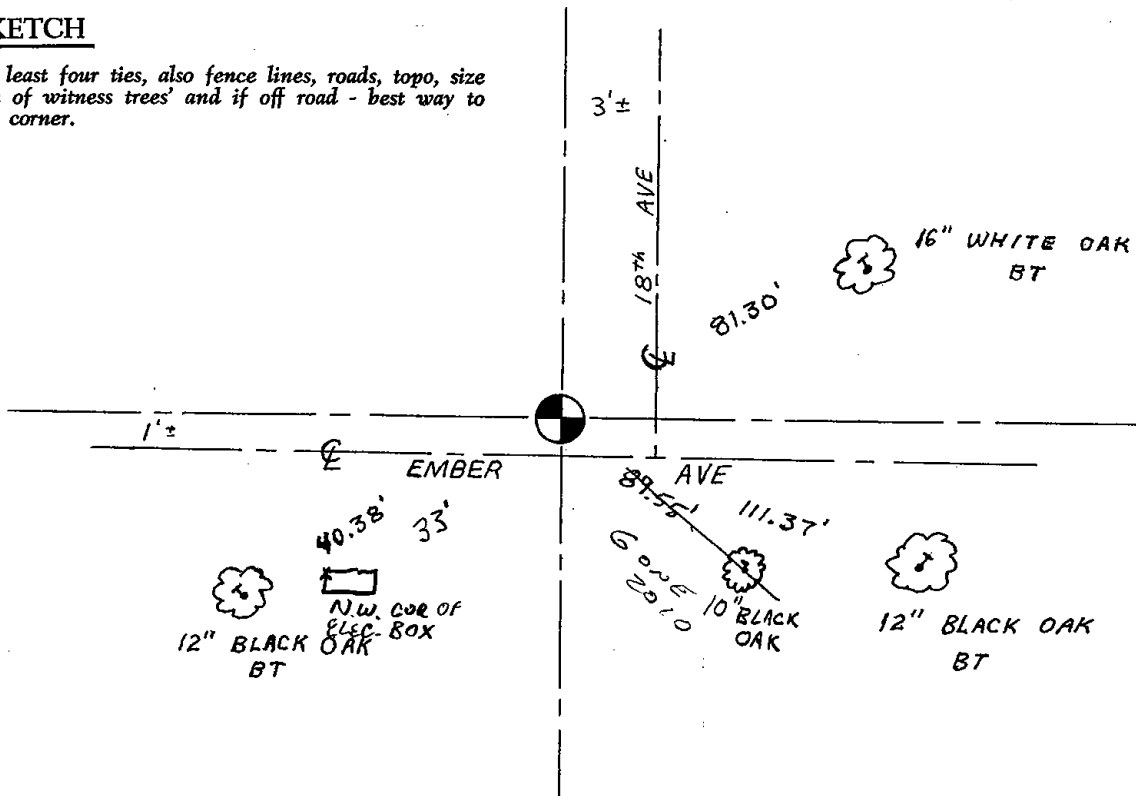 KETCH
least four ties, also fence lines, roads, topo, size
of witness trees' and if off road - best way to
corner.
3'±
18TH AVE
16" WHITE OAK
BT
81.30'
℄
1'±
℄
EMBER AVE
40.38'
33'
89.55'
111.37'
GONE
2010
N.W. COR OF
ELEC. BOX
12" BLACK OAK
BT
10" BLACK
OAK
12" BLACK OAK
BT